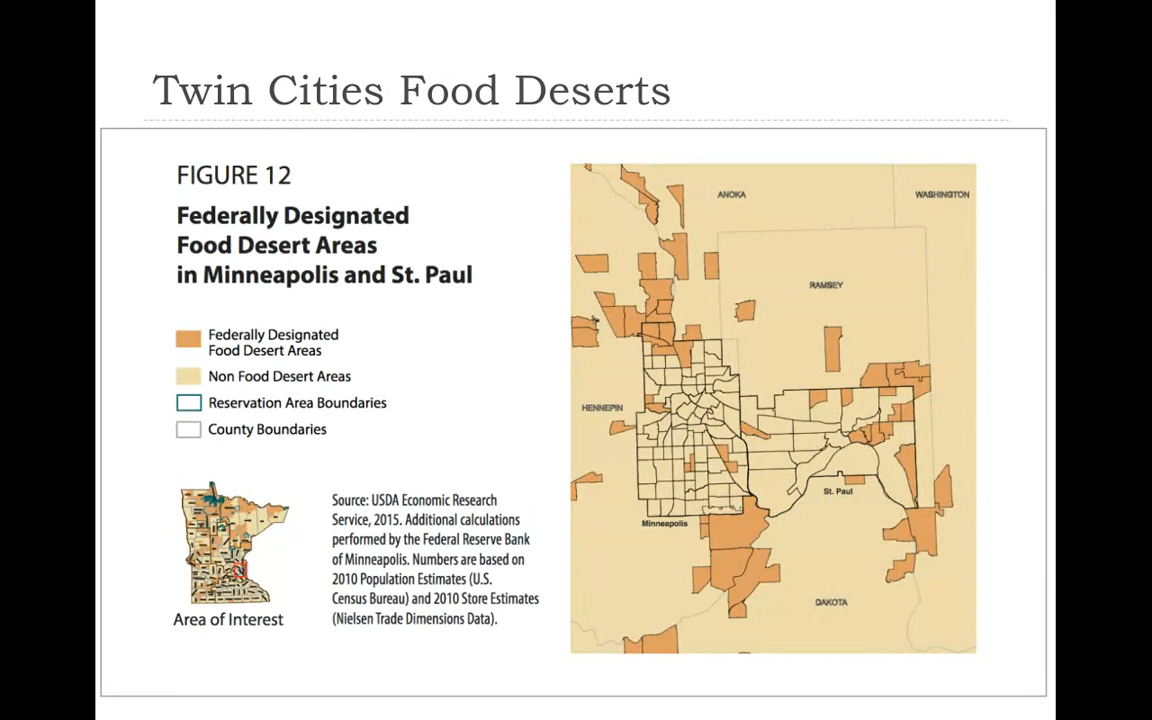 Twin Cities Food Deserts
FIGURE 12
Federally Designated
Food Desert Areas
in Minneapolis and St. Paul
Federally Designated
Food Desert Areas
Non Food Desert Areas
Reservation Area Boundaries
County Boundaries
Area of Interest
Source: USDA Economic Research
Service, 2015. Additional calculations
performed by the Federal Reserve Bank
of Minneapolis. Numbers are based on
2010 Population Estimates (U.S.
Census Bureau) and 2010 Store Estimates
(Nielsen Trade Dimensions Data).
ANOKA
WASHINGTON
RAMSEY
HENNEPIN
St. Paul
Minneapolis
DAKOTA